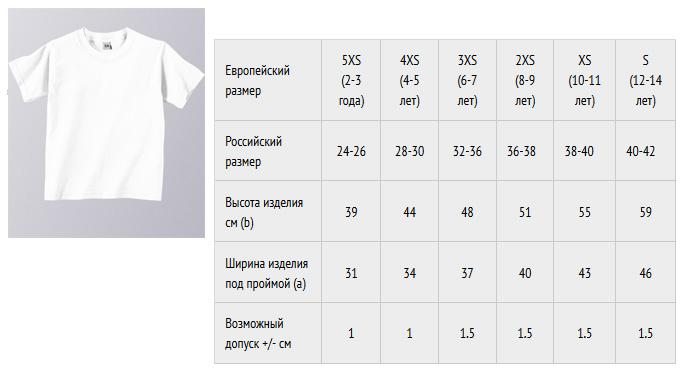 Европейский размер 5XS (2-3 года) 4XS (4-5 лет) 3XS (6-7 лет) 2XS (8-9 лет) XS (10-11 лет) S (12-14 лет)
Российский размер 24-26 28-30 32-36 36-38 38-40 40-42
Высота изделия см (b) 39 44 48 51 55 59
Ширина изделия под проймой (a) 31 34 37 40 43 46
Возможный допуск +/- см 1 1 1.5 1.5 1.5 1.5